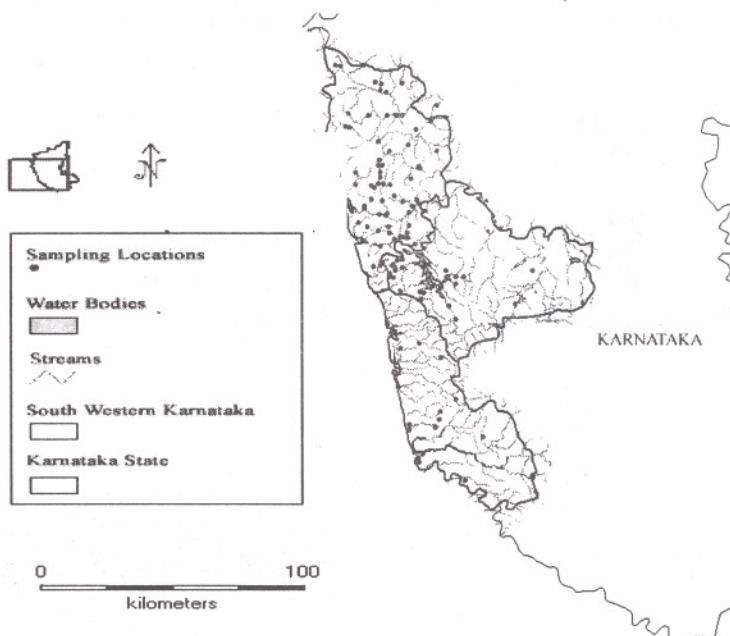 N
Sampling Locations
Water Bodies
Streams
South Western Karnataka
Karnataka State
KARNATAKA
0 100
kilometers